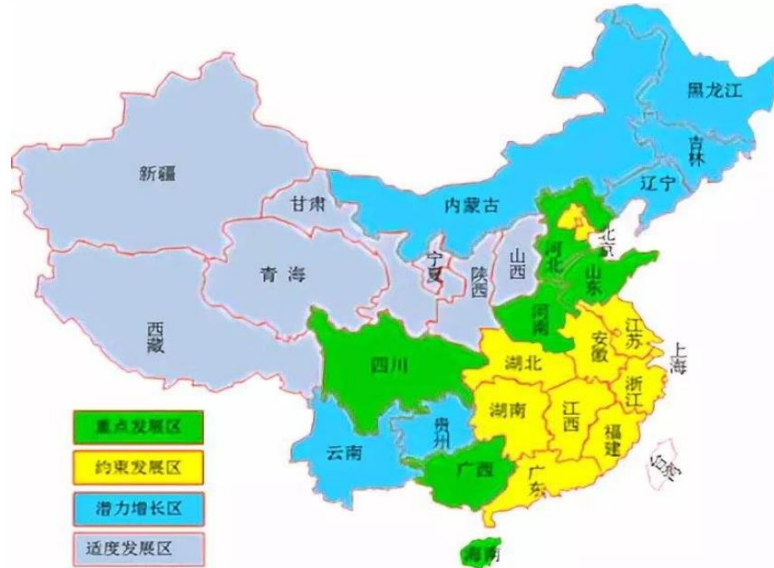 黑龙江
吉林
辽宁
内蒙古
新疆
甘肃
北京
河北
山东
山西
宁夏
陕西
青海
河南
西藏
江苏
安徽
上海
湖北
四川
浙江
湖南
江西
福建
贵州
云南
广西
广东
台湾
海南
重点发展区
约束发展区
潜力增长区
适度发展区